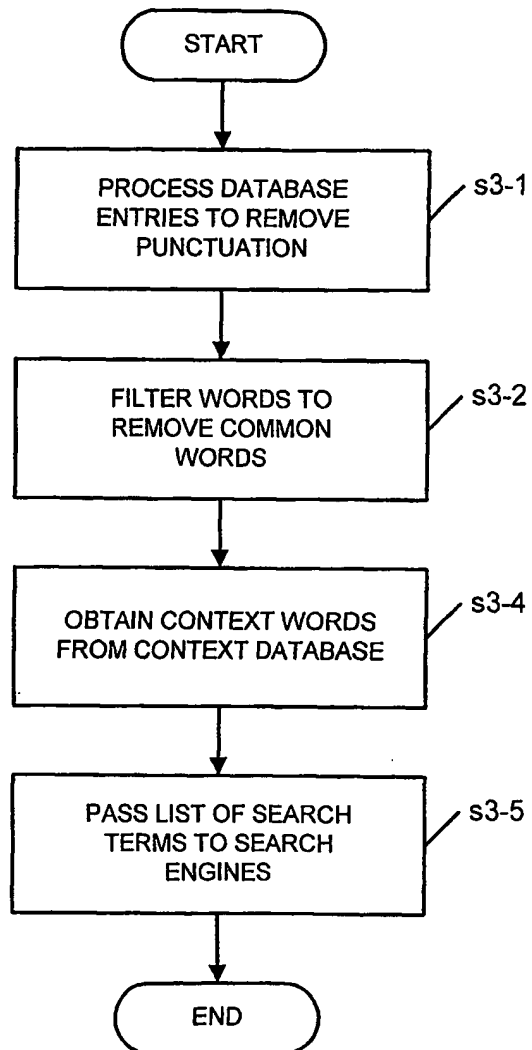 START
PROCESS DATABASE
ENTRIES TO REMOVE
PUNCTUATION
s3-1
FILTER WORDS TO
REMOVE COMMON
WORDS
s3-2
OBTAIN CONTEXT WORDS
FROM CONTEXT DATABASE
s3-4
PASS LIST OF SEARCH
TERMS TO SEARCH
ENGINES
s3-5
END